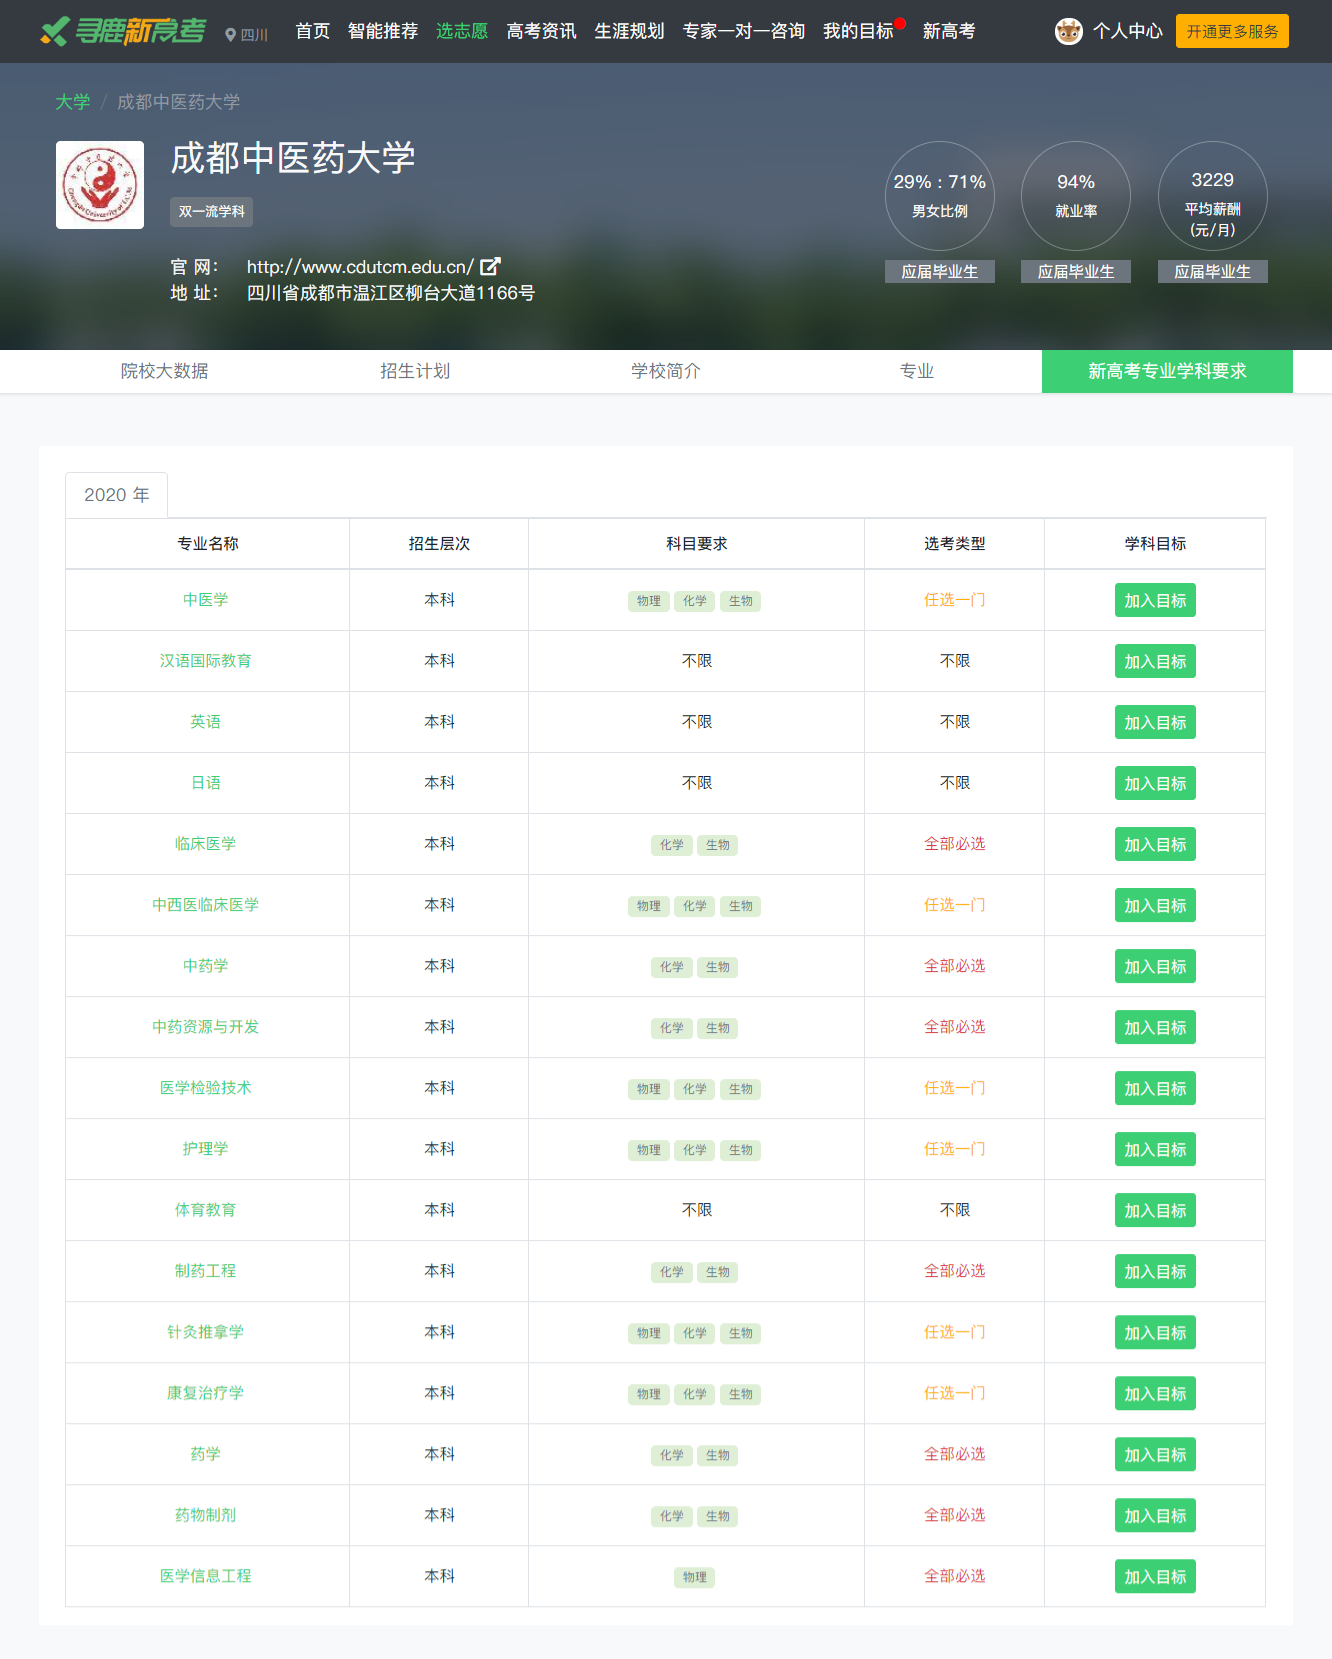 寻鹿新高考 四川 首页 智能推荐 选志愿 高考资讯 生涯规划 专家一对一咨询 我的目标 新高考 个人中心 开通更多服务
大学 / 成都中医药大学
成都中医药大学
双一流学科
官 网： http://www.cdutcm.edu.cn/
地 址： 四川省成都市温江区柳台大道1166号
29% : 71%
男女比例
应届毕业生
94%
就业率
应届毕业生
3229
平均薪酬
(元/月)
应届毕业生
院校大数据 招生计划 学校简介 专业 新高考专业学科要求
2020 年
专业名称 招生层次 科目要求 选考类型 学科目标
中医学 本科 物理 化学 生物 任选一门 加入目标
汉语国际教育 本科 不限 不限 加入目标
英语 本科 不限 不限 加入目标
日语 本科 不限 不限 加入目标
临床医学 本科 化学 生物 全部必选 加入目标
中西医临床医学 本科 物理 化学 生物 任选一门 加入目标
中药学 本科 化学 生物 全部必选 加入目标
中药资源与开发 本科 化学 生物 全部必选 加入目标
医学检验技术 本科 物理 化学 生物 任选一门 加入目标
护理学 本科 物理 化学 生物 任选一门 加入目标
体育教育 本科 不限 不限 加入目标
制药工程 本科 化学 生物 全部必选 加入目标
针灸推拿学 本科 物理 化学 生物 任选一门 加入目标
康复治疗学 本科 物理 化学 生物 任选一门 加入目标
药学 本科 化学 生物 全部必选 加入目标
药物制剂 本科 化学 生物 全部必选 加入目标
医学信息工程 本科 物理 全部必选 加入目标